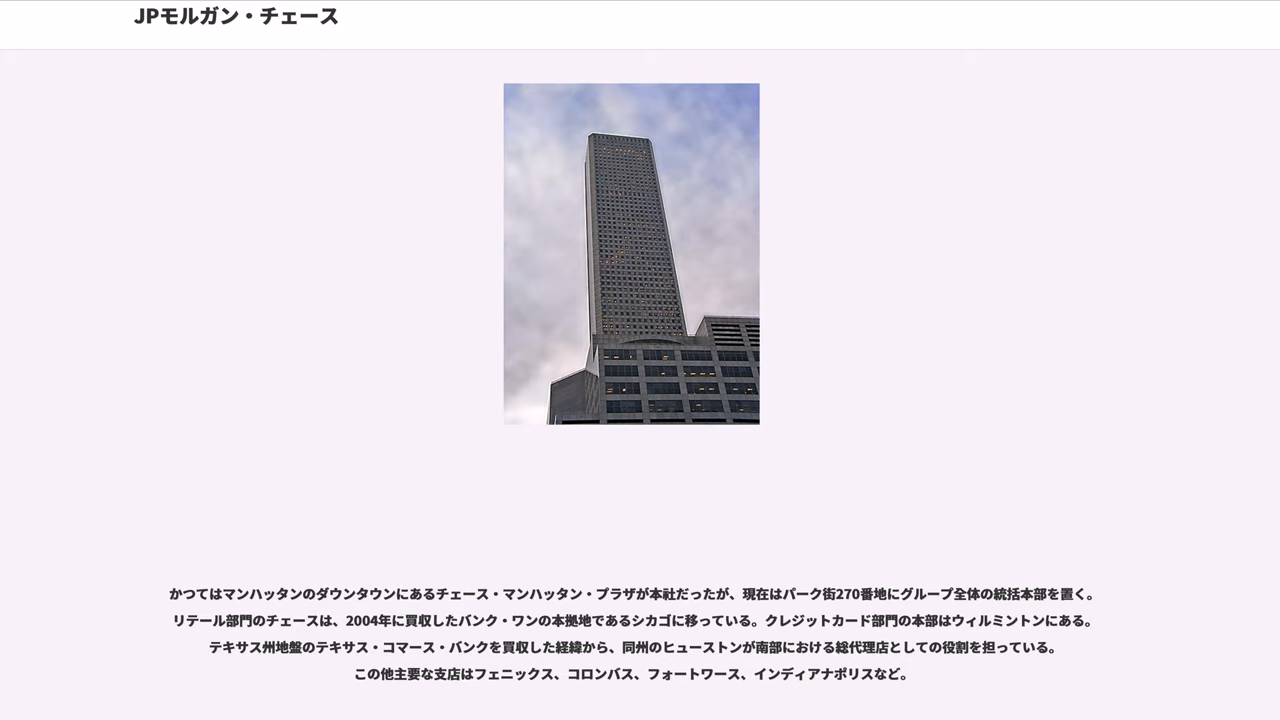 JPモルガン・チェース
かつてはマンハッタンのダウンタウンにあるチェース・マンハッタン・プラザが本社だったが、現在はパーク街270番地にグループ全体の統括本部を置く。
リテール部門のチェースは、2004年に買収したバンク・ワンの本拠地であるシカゴに移っている。クレジットカード部門の本部はウィルミントンにある。
テキサス州地盤のテキサス・コマース・バンクを買収した経緯から、同州のヒューストンが南部における総代理店としての役割を担っている。
この他主要な支店はフェニックス、コロンバス、フォートワース、インディアナポリスなど。